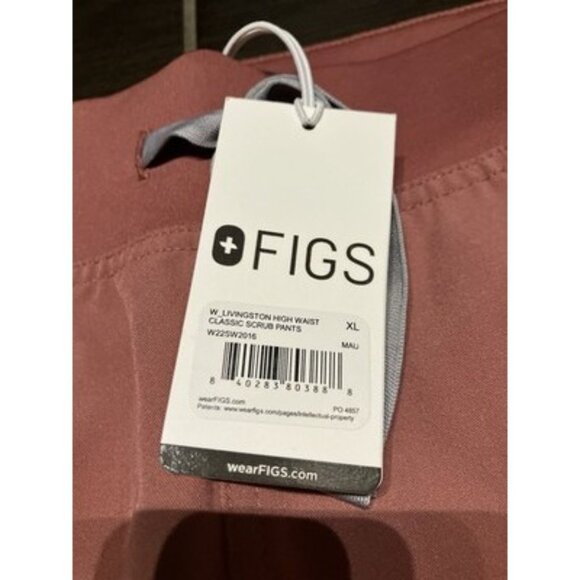 FIGS
W_LIVINGSTON HIGH WAIST XL
CLASSIC SCRUB PANTS
W22SW2016 MAU
8 40283 80388 8
wearFIGS.com PO 4857
Patents: www.wearfigs.com/pages/intellectual-property
wearFIGS.com